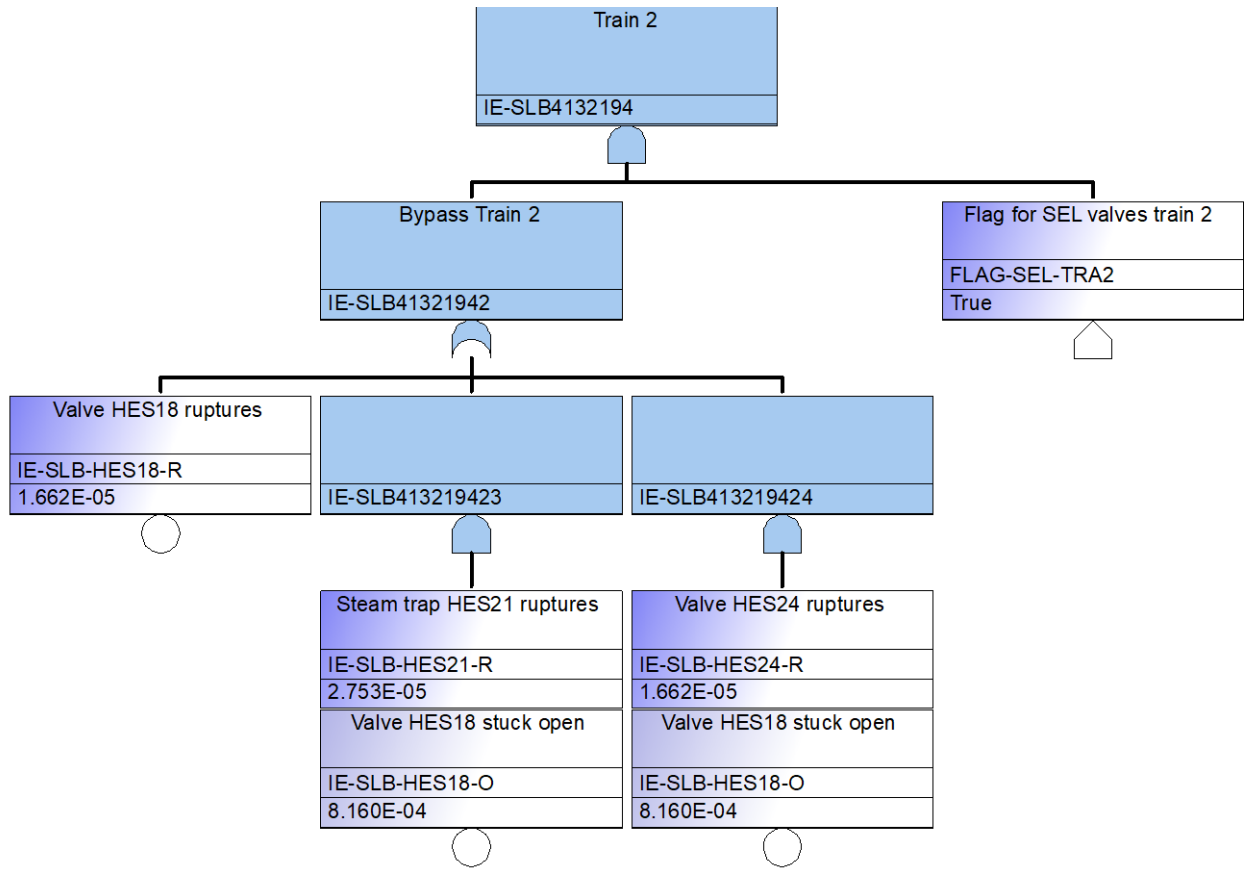 Train 2
IE-SLB4132194
Bypass Train 2
IE-SLB41321942
Flag for SEL valves train 2
FLAG-SEL-TRA2
True
Valve HES18 ruptures
IE-SLB-HES18-R
1.662E-05
IE-SLB413219423
IE-SLB413219424
Steam trap HES21 ruptures
IE-SLB-HES21-R
2.753E-05
Valve HES18 stuck open
IE-SLB-HES18-O
8.160E-04
Valve HES24 ruptures
IE-SLB-HES24-R
1.662E-05
Valve HES18 stuck open
IE-SLB-HES18-O
8.160E-04